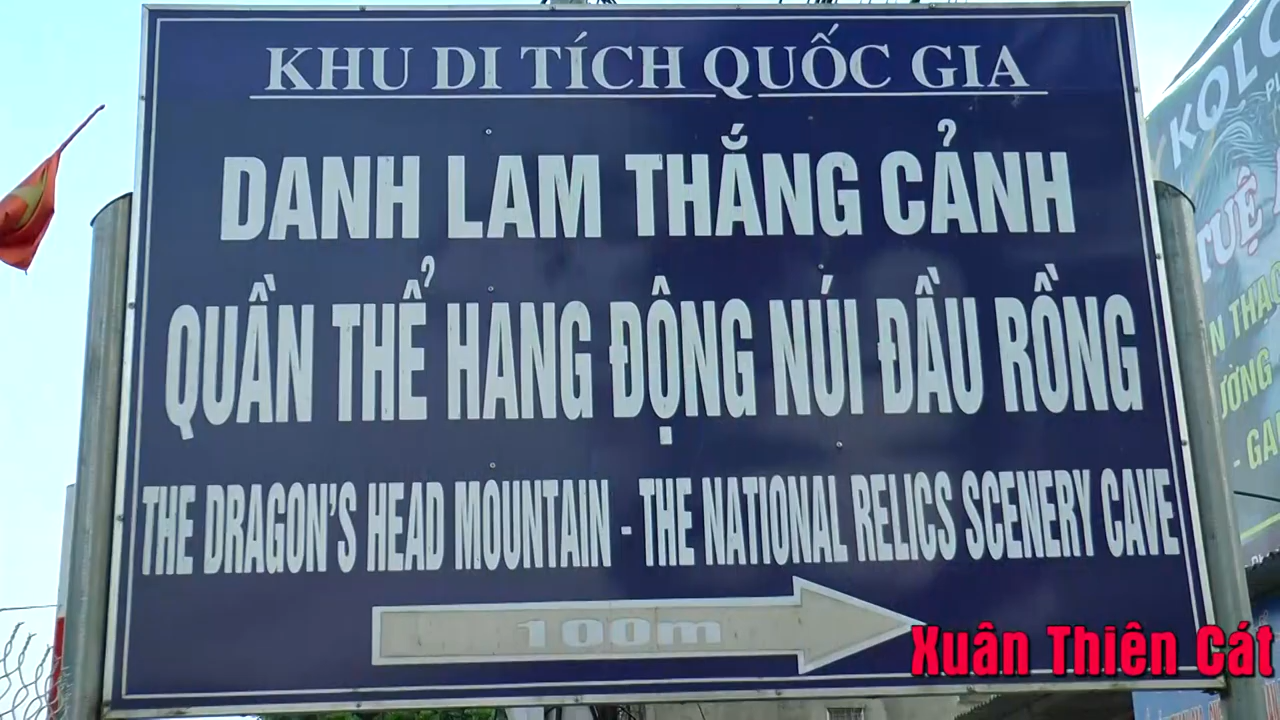 KHU DI TÍCH QUỐC GIA
DANH LAM THẮNG CẢNH
QUẦN THỂ HANG ĐỘNG NÚI ĐẦU RỒNG
THE DRAGON'S HEAD MOUNTAIN - THE NATIONAL RELICS SCENERY CAVE
100m
Xuân Thiên Cát
TUỆ